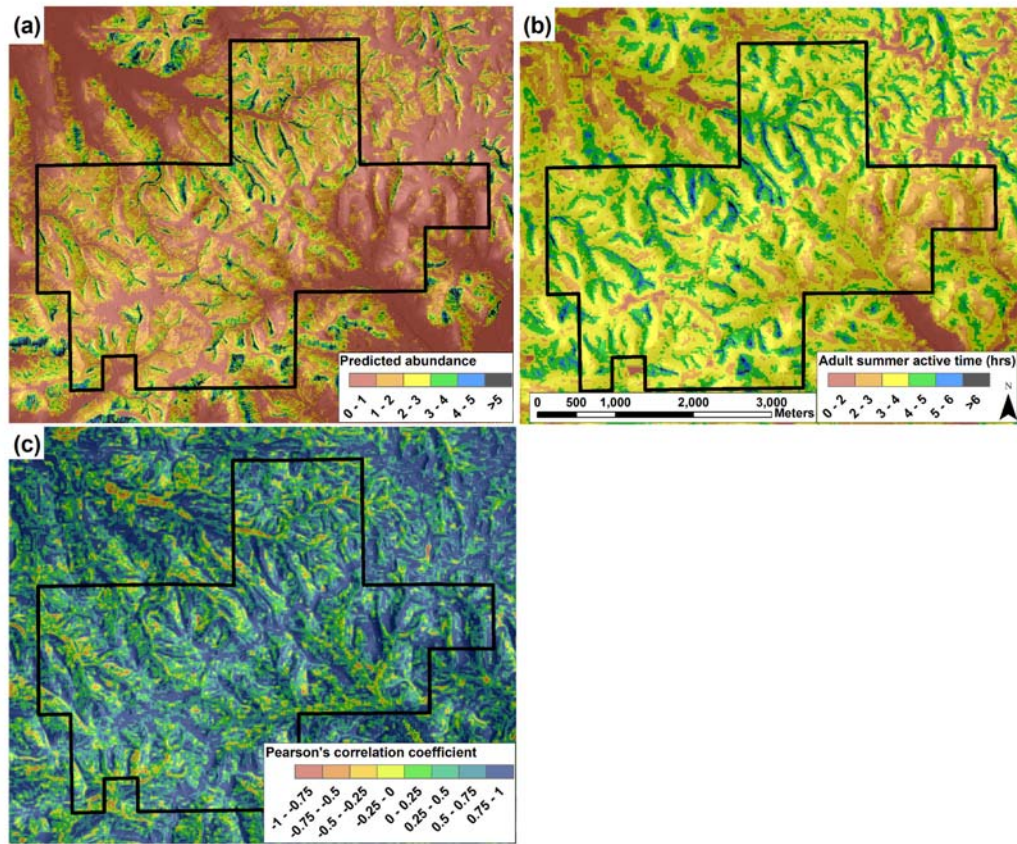 (a)
Predicted abundance
0 - 1
1 - 2
2 - 3
3 - 4
4 - 5
>5
(b)
Adult summer active time (hrs)
0 - 2
2 - 3
3 - 4
4 - 5
5 - 6
>6
N
0 500 1,000 2,000 3,000
Meters
(c)
Pearson's correlation coefficient
-1 - -0.75
-0.75 - -0.5
-0.5 - -0.25
-0.25 - 0
0 - 0.25
0.25 - 0.5
0.5 - 0.75
0.75 - 1